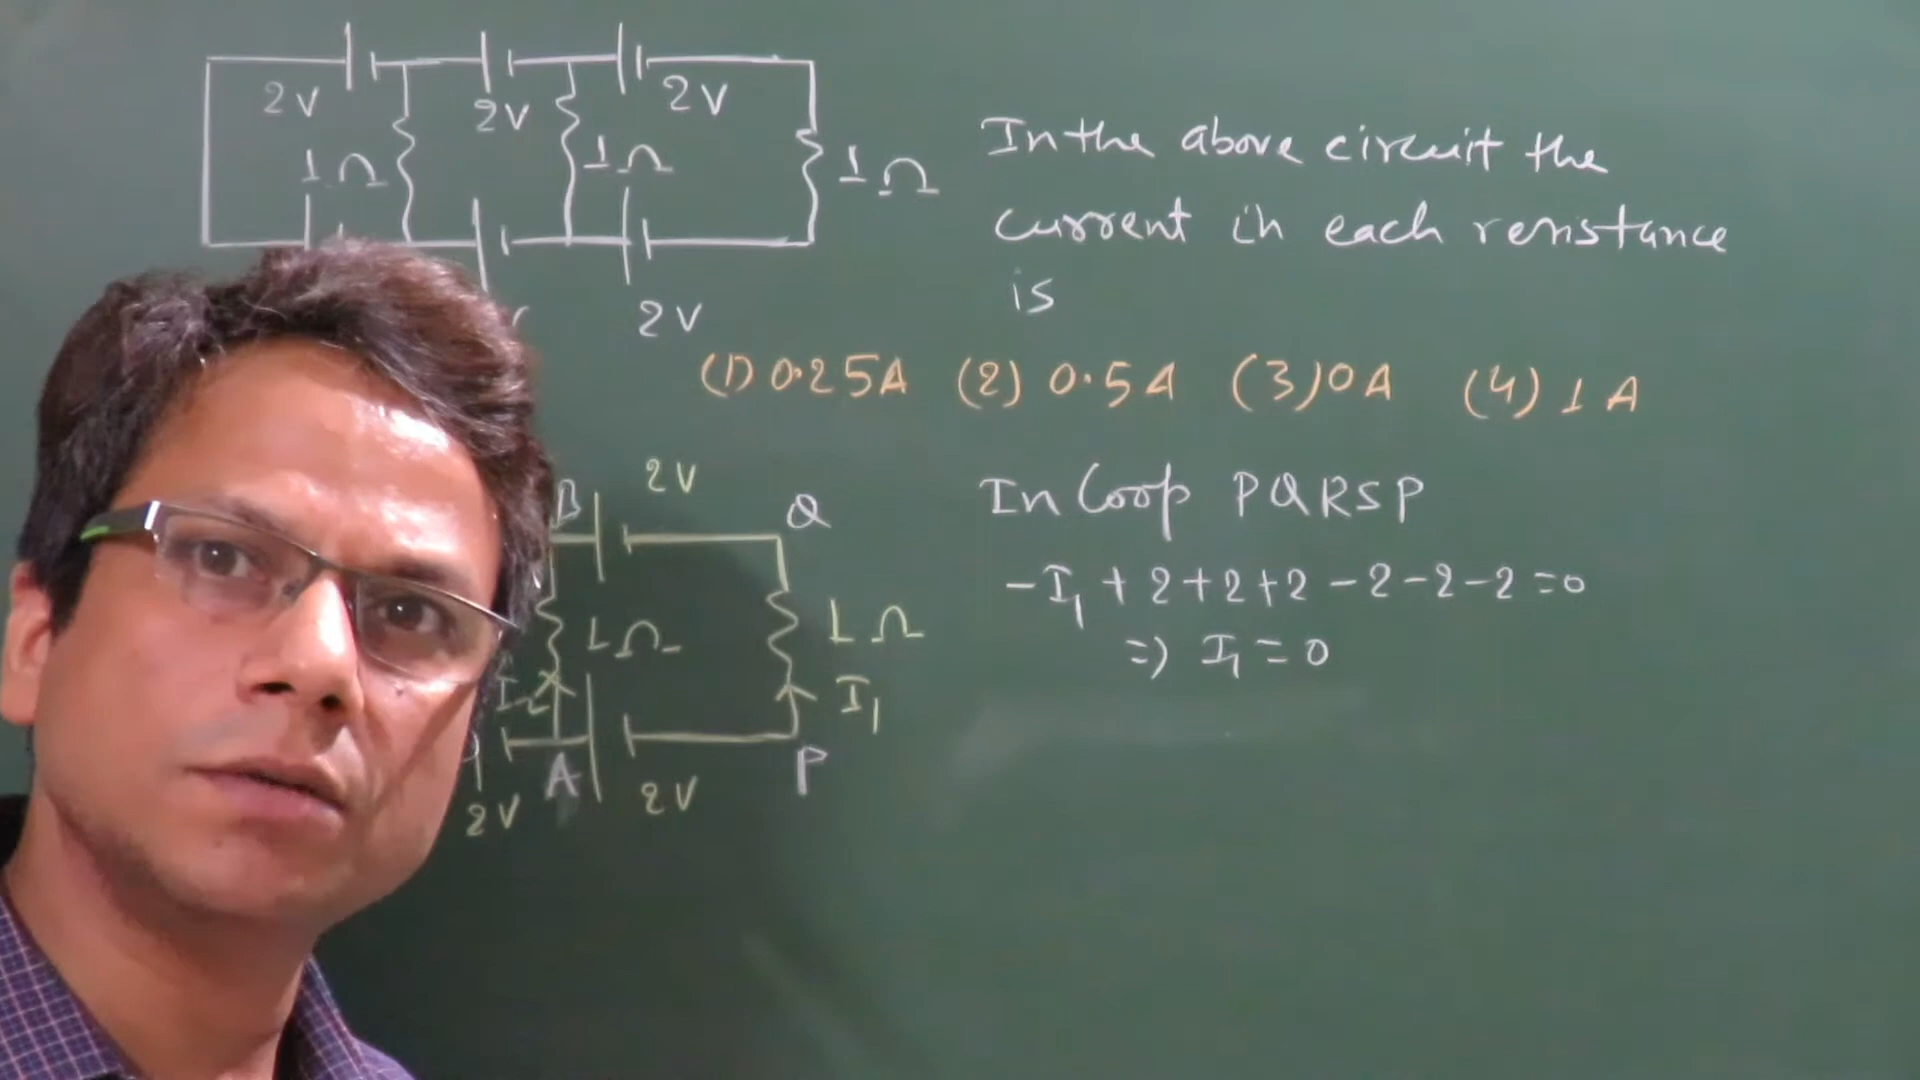 2V 2V 2V
1Ω 1Ω 1Ω
2V
In the above circuit the
current in each resistance
is
(1) 0.25A (2) 0.5A (3) 0A (4) 1A
B 2V Q
1Ω 1Ω
I₂ I₁
A P
2V 2V
In Loop PQRSP
-I₁ + 2 + 2 + 2 - 2 - 2 - 2 = 0
=> I₁ = 0